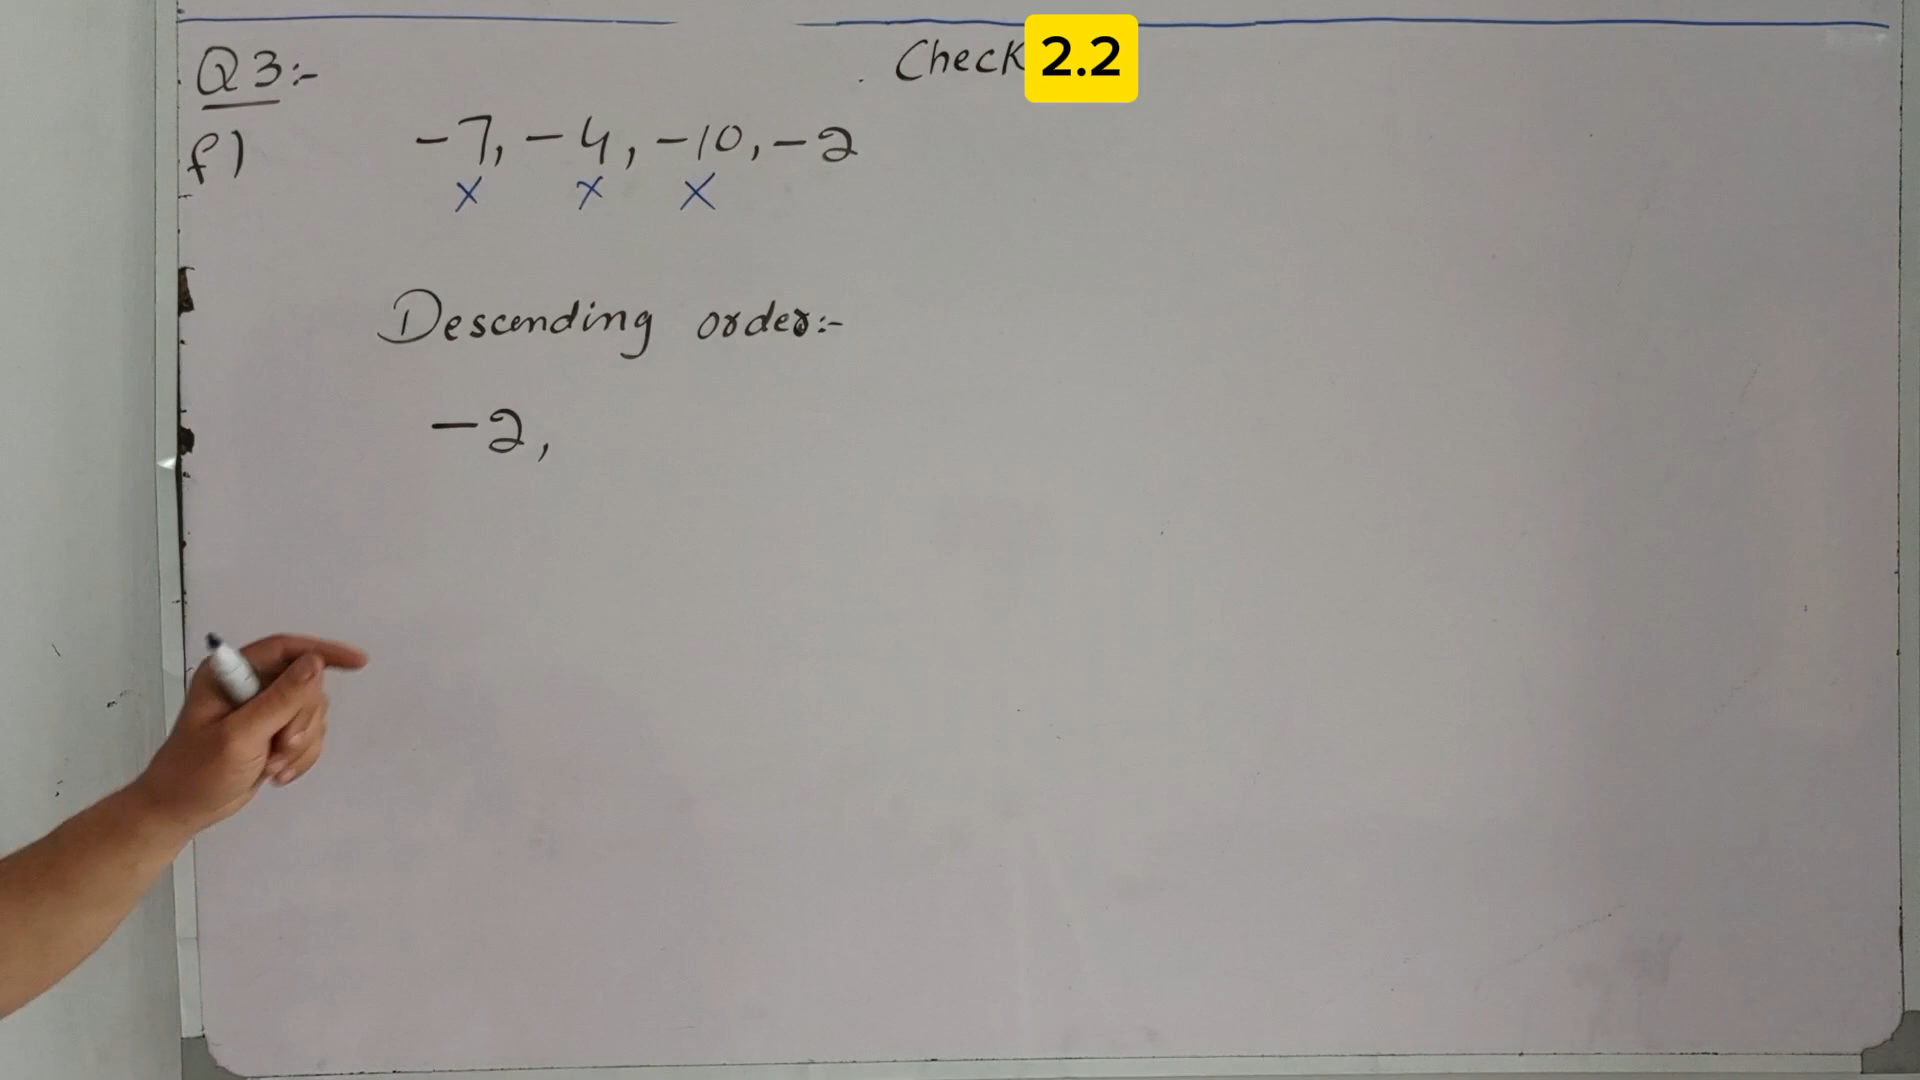 Q3:-
Check 2.2
f) -7, -4, -10, -2
x x x
Descending order:-
-2,